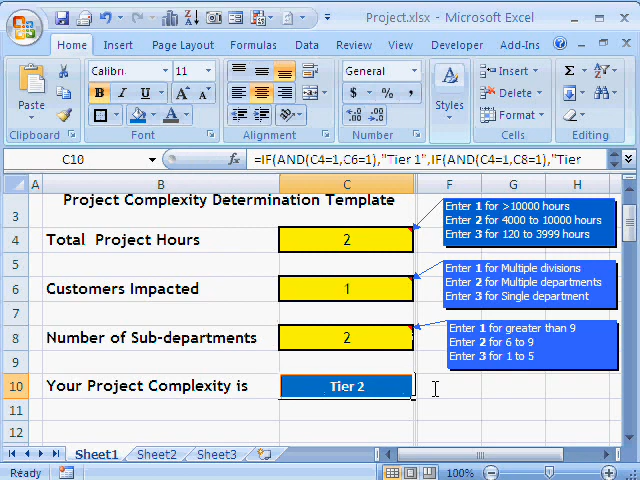 Project.xlsx - Microsoft Excel
Home Insert Page Layout Formulas Data Review View Developer Add-Ins
Calibri 11 General Insert
Paste B I U A A $ % , Styles Delete
Format
Clipboard Font Alignment Number Cells Editing
C10 fx =IF(AND(C4=1,C6=1),"Tier 1",IF(AND(C4=1,C8=1),"Tier
A B C F G H
3 Project Complexity Determination Template
Enter 1 for >10000 hours
4 Total Project Hours 2 Enter 2 for 4000 to 10000 hours
Enter 3 for 120 to 3999 hours
5
Enter 1 for Multiple divisions
6 Customers Impacted 1 Enter 2 for Multiple departments
Enter 3 for Single department
7
Enter 1 for greater than 9
8 Number of Sub-departments 2 Enter 2 for 6 to 9
Enter 3 for 1 to 5
10 Your Project Complexity is Tier 2
11
12
Sheet1 Sheet2 Sheet3
Ready 100%